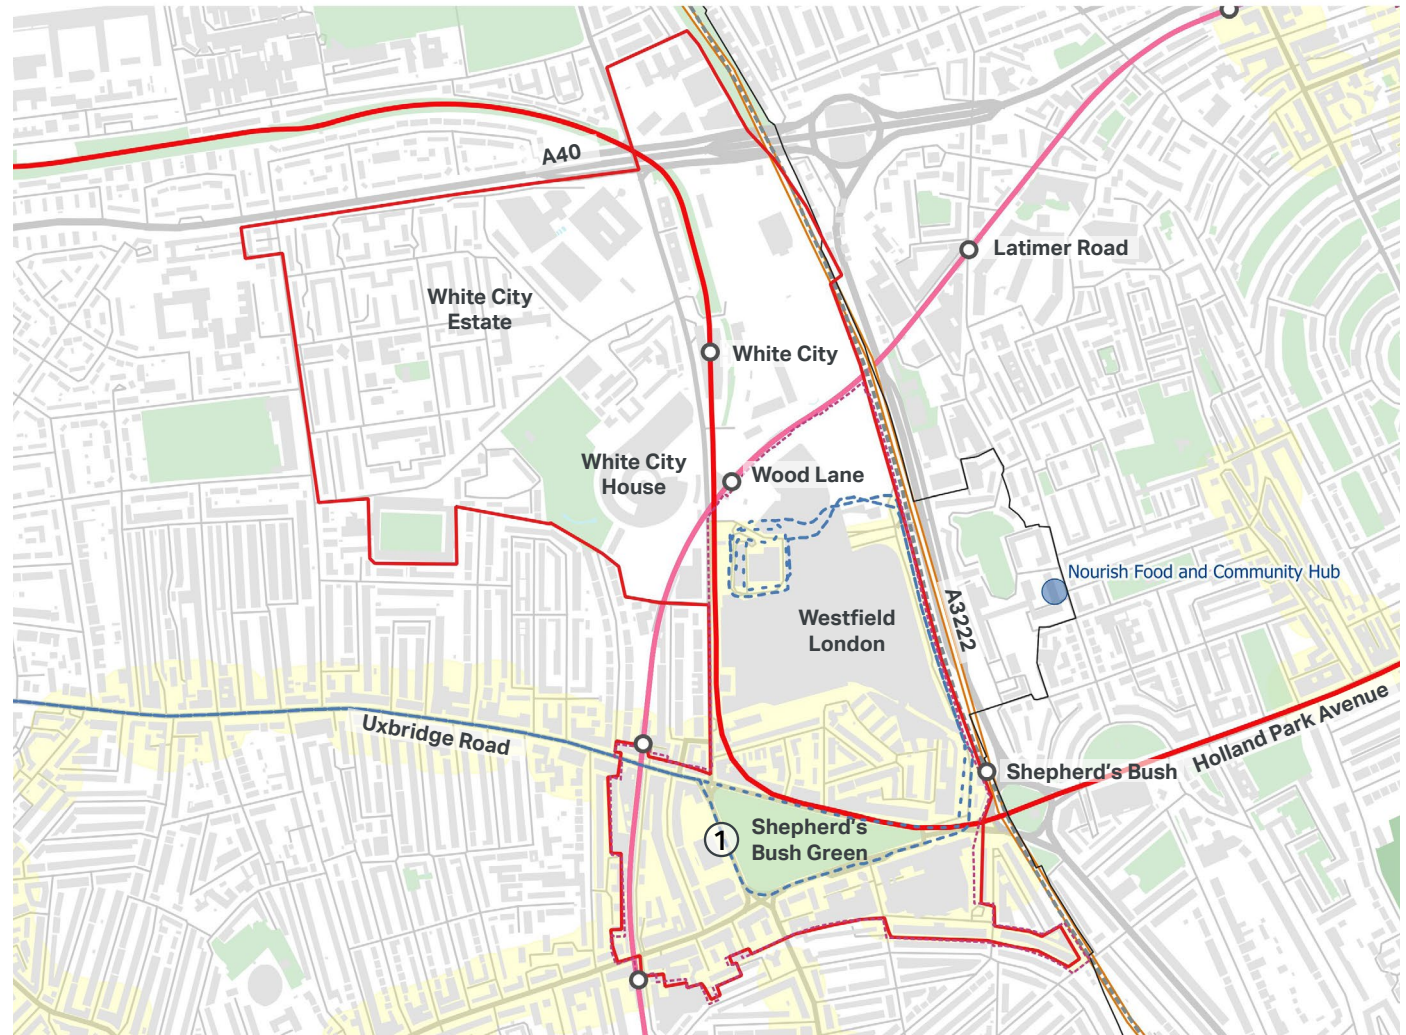 A40
Latimer Road
White City
Estate
White City
White City
House
Wood Lane
Nourish Food and Community Hub
A3222
Westfield
London
Uxbridge Road
Holland Park Avenue
Shepherd's Bush
1
Shepherd's
Bush Green